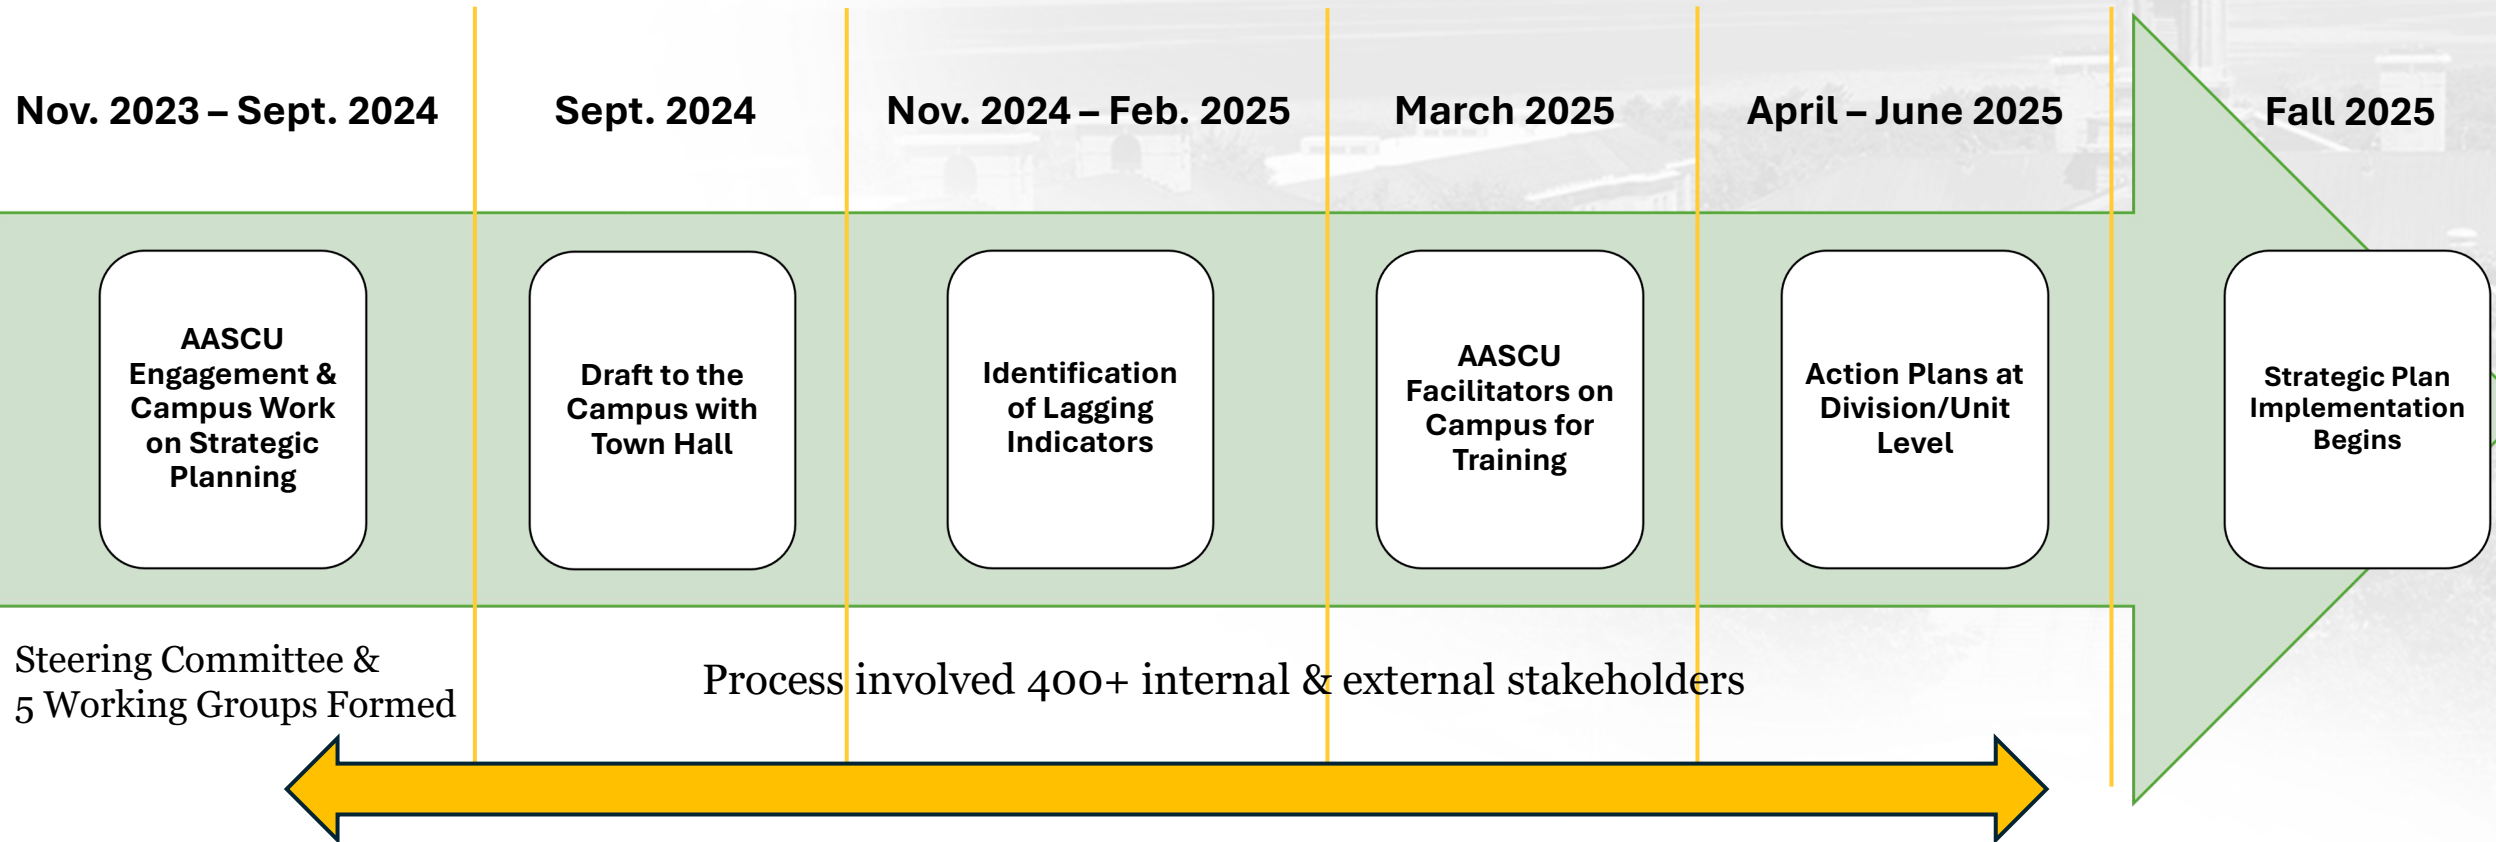 Nov. 2023 – Sept. 2024
Sept. 2024
Nov. 2024 – Feb. 2025
March 2025
April – June 2025
Fall 2025
AASCU
Engagement &
Campus Work
on Strategic
Planning
Draft to the
Campus with
Town Hall
Identification
of Lagging
Indicators
AASCU
Facilitators on
Campus for
Training
Action Plans at
Division/Unit
Level
Strategic Plan
Implementation
Begins
Steering Committee &
5 Working Groups Formed
Process involved 400+ internal & external stakeholders